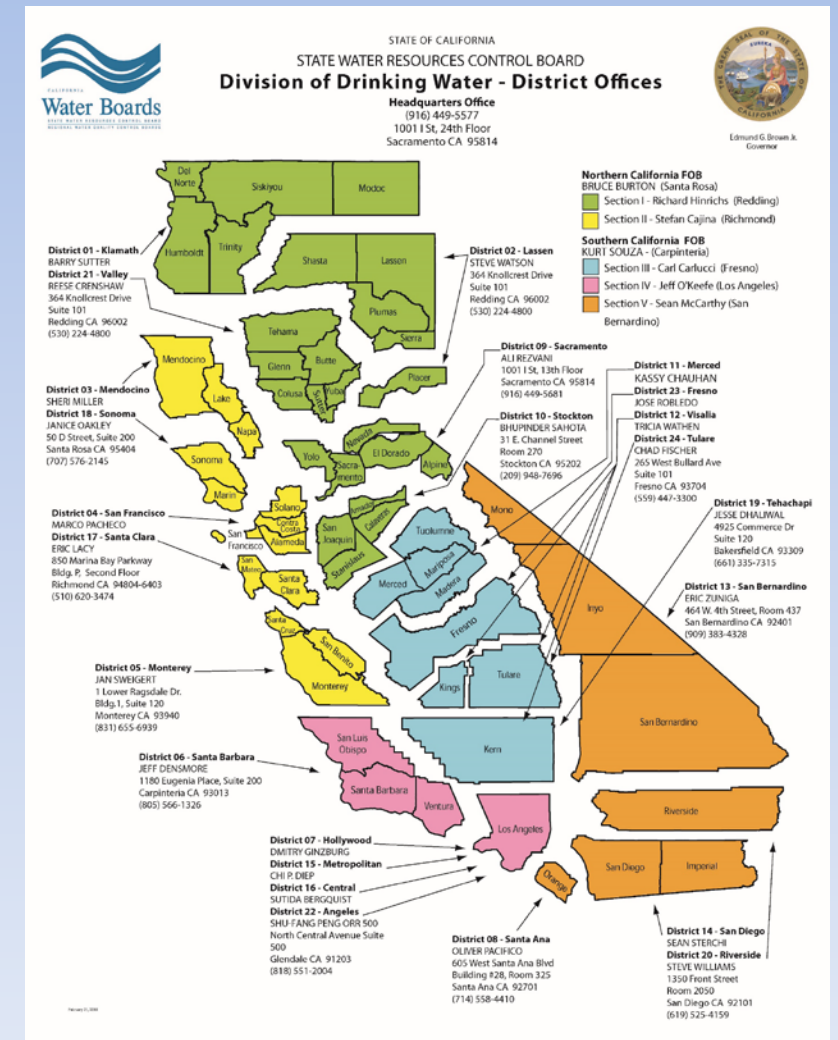 CALIFORNIA
Water Boards
STATE WATER RESOURCES CONTROL BOARD
REGIONAL WATER QUALITY CONTROL BOARDS
STATE OF CALIFORNIA
STATE WATER RESOURCES CONTROL BOARD
Division of Drinking Water - District Offices
Headquarters Office
(916) 449-5577
1001 I St, 24th Floor
Sacramento CA 95814
THE GREAT SEAL OF THE STATE OF CALIFORNIA
EUREKA
Edmund G. Brown Jr.
Governor
Northern California FOB
BRUCE BURTON (Santa Rosa)
Section I - Richard Hinrichs (Redding)
Section II - Stefan Cajina (Richmond)
Southern California FOB
KURT SOUZA - (Carpinteria)
Section III - Carl Carlucci (Fresno)
Section IV - Jeff O'Keefe (Los Angeles)
Section V - Sean McCarthy (San
Bernardino)
Del
Norte
Siskiyou
Modoc
Humboldt
Trinity
Shasta
Lassen
Plumas
Sierra
Tehama
Glenn
Butte
Colusa
Sutter
Yuba
Placer
Mendocino
Lake
Napa
Sonoma
Marin
Yolo
Nevada
El Dorado
Sacra-
mento
Alpine
Solano
Contra
Costa
Alameda
San
Francisco
San
Mateo
Santa
Clara
Amador
Calaveras
San
Joaquin
Stanislaus
Tuolumne
Mariposa
Madera
Merced
Mono
Inyo
Santa
Cruz
San Benito
Monterey
Fresno
Kings
Tulare
Kern
San Bernardino
San Luis
Obispo
Santa Barbara
Ventura
Los Angeles
Riverside
Orange
San Diego
Imperial
District 01 - Klamath
BARRY SUTTER
District 21 - Valley
REESE CRENSHAW
364 Knollcrest Drive
Suite 101
Redding CA 96002
(530) 224-4800
District 02 - Lassen
STEVE WATSON
364 Knollcrest Drive
Suite 101
Redding CA 96002
(530) 224-4800
District 03 - Mendocino
SHERI MILLER
District 18 - Sonoma
JANICE OAKLEY
50 D Street, Suite 200
Santa Rosa CA 95404
(707) 576-2145
District 09 - Sacramento
ALI REZVANI
1001 I St, 13th Floor
Sacramento CA 95814
(916) 449-5681
District 10 - Stockton
BHUPINDER SAHOTA
31 E. Channel Street
Room 270
Stockton CA 95202
(209) 948-7696
District 11 - Merced
KASSY CHAUHAN
District 23 - Fresno
JOSE ROBLEDO
District 12 - Visalia
TRICIA WATHEN
District 24 - Tulare
CHAD FISCHER
265 West Bullard Ave
Suite 101
Fresno CA 93704
(559) 447-3300
District 19 - Tehachapi
JESSE DHALIWAL
4925 Commerce Dr
Suite 120
Bakersfield CA 93309
(661) 335-7315
District 13 - San Bernardino
ERIC ZUNIGA
464 W. 4th Street, Room 437
San Bernardino CA 92401
(909) 383-4328
District 04 - San Francisco
MARCO PACHECO
District 17 - Santa Clara
ERIC LACY
850 Marina Bay Parkway
Bldg. P, Second Floor
Richmond CA 94804-6403
(510) 620-3474
District 05 - Monterey
JAN SWEIGERT
1 Lower Ragsdale Dr.
Bldg.1, Suite 120
Monterey CA 93940
(831) 655-6939
District 06 - Santa Barbara
JEFF DENSMORE
1180 Eugenia Place, Suite 200
Carpinteria CA 93013
(805) 566-1326
District 07 - Hollywood
DMITRY GINZBURG
District 15 - Metropolitan
CHI P. DIEP
District 16 - Central
SUTIDA BERGQUIST
District 22 - Angeles
SHU-FANG PENG ORR 500
North Central Avenue Suite
500
Glendale CA 91203
(818) 551-2004
District 08 - Santa Ana
OLIVER PACIFICO
605 West Santa Ana Blvd
Building #28, Room 325
Santa Ana CA 92701
(714) 558-4410
District 14 - San Diego
SEAN STERCHI
District 20 - Riverside
STEVE WILLIAMS
1350 Front Street
Room 2050
San Diego CA 92101
(619) 525-4159